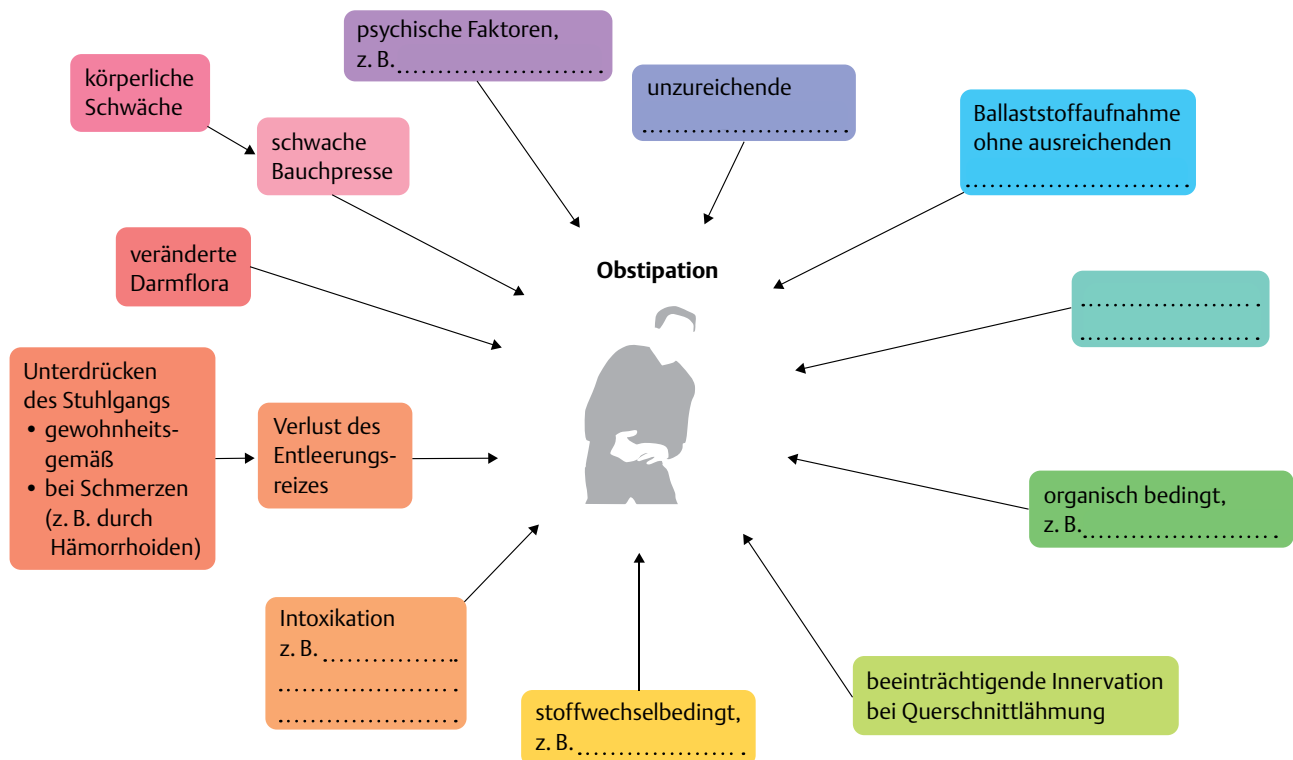 psychische Faktoren,
z. B. ................................
unzureichende
................................
Ballaststoffaufnahme
ohne ausreichenden
................................
körperliche
Schwäche
schwache
Bauchpresse
veränderte
Darmflora
Obstipation
................................
................................
Unterdrücken
des Stuhlgangs
• gewohnheits-
gemäß
• bei Schmerzen
(z. B. durch
Hämorrhoiden)
Verlust des
Entleerungs-
reizes
organisch bedingt,
z. B. ................................
Intoxikation
z. B. ....................
..........................
..........................
stoffwechselbedingt,
z. B. ..........................
beeinträchtigende Innervation
bei Querschnittlähmung